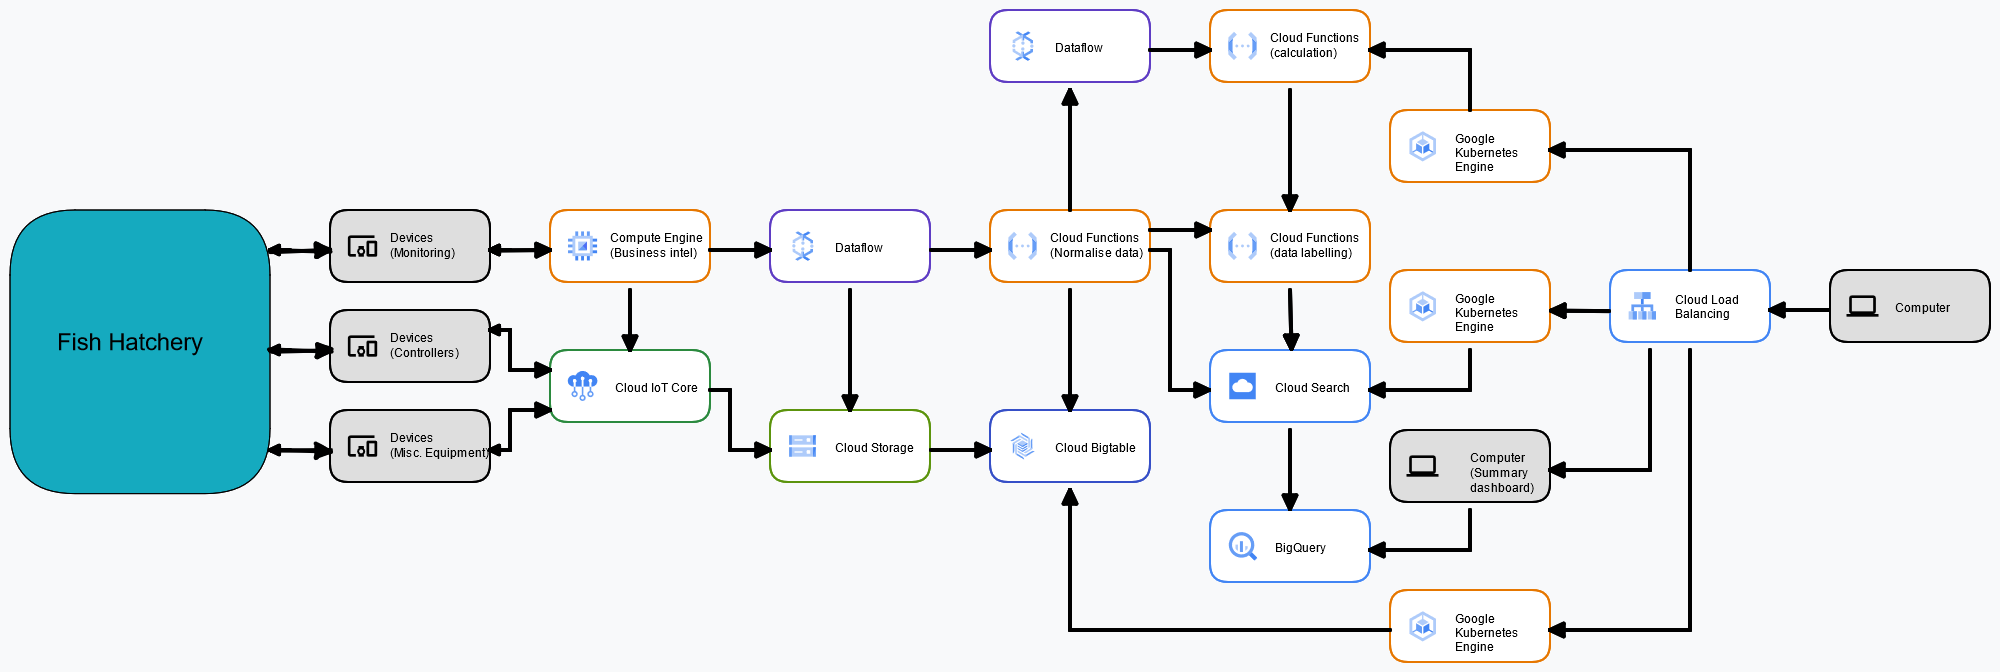 Dataflow
Cloud Functions
(calculation)
Google
Kubernetes
Engine
Fish Hatchery
Devices
(Monitoring)
Compute Engine
(Business intel)
Dataflow
Cloud Functions
(Normalise data)
Cloud Functions
(data labelling)
Devices
(Controllers)
Google
Kubernetes
Engine
Cloud Load
Balancing
Computer
Cloud IoT Core
Cloud Search
Devices
(Misc. Equipment)
Cloud Storage
Cloud Bigtable
Computer
(Summary
dashboard)
BigQuery
Google
Kubernetes
Engine